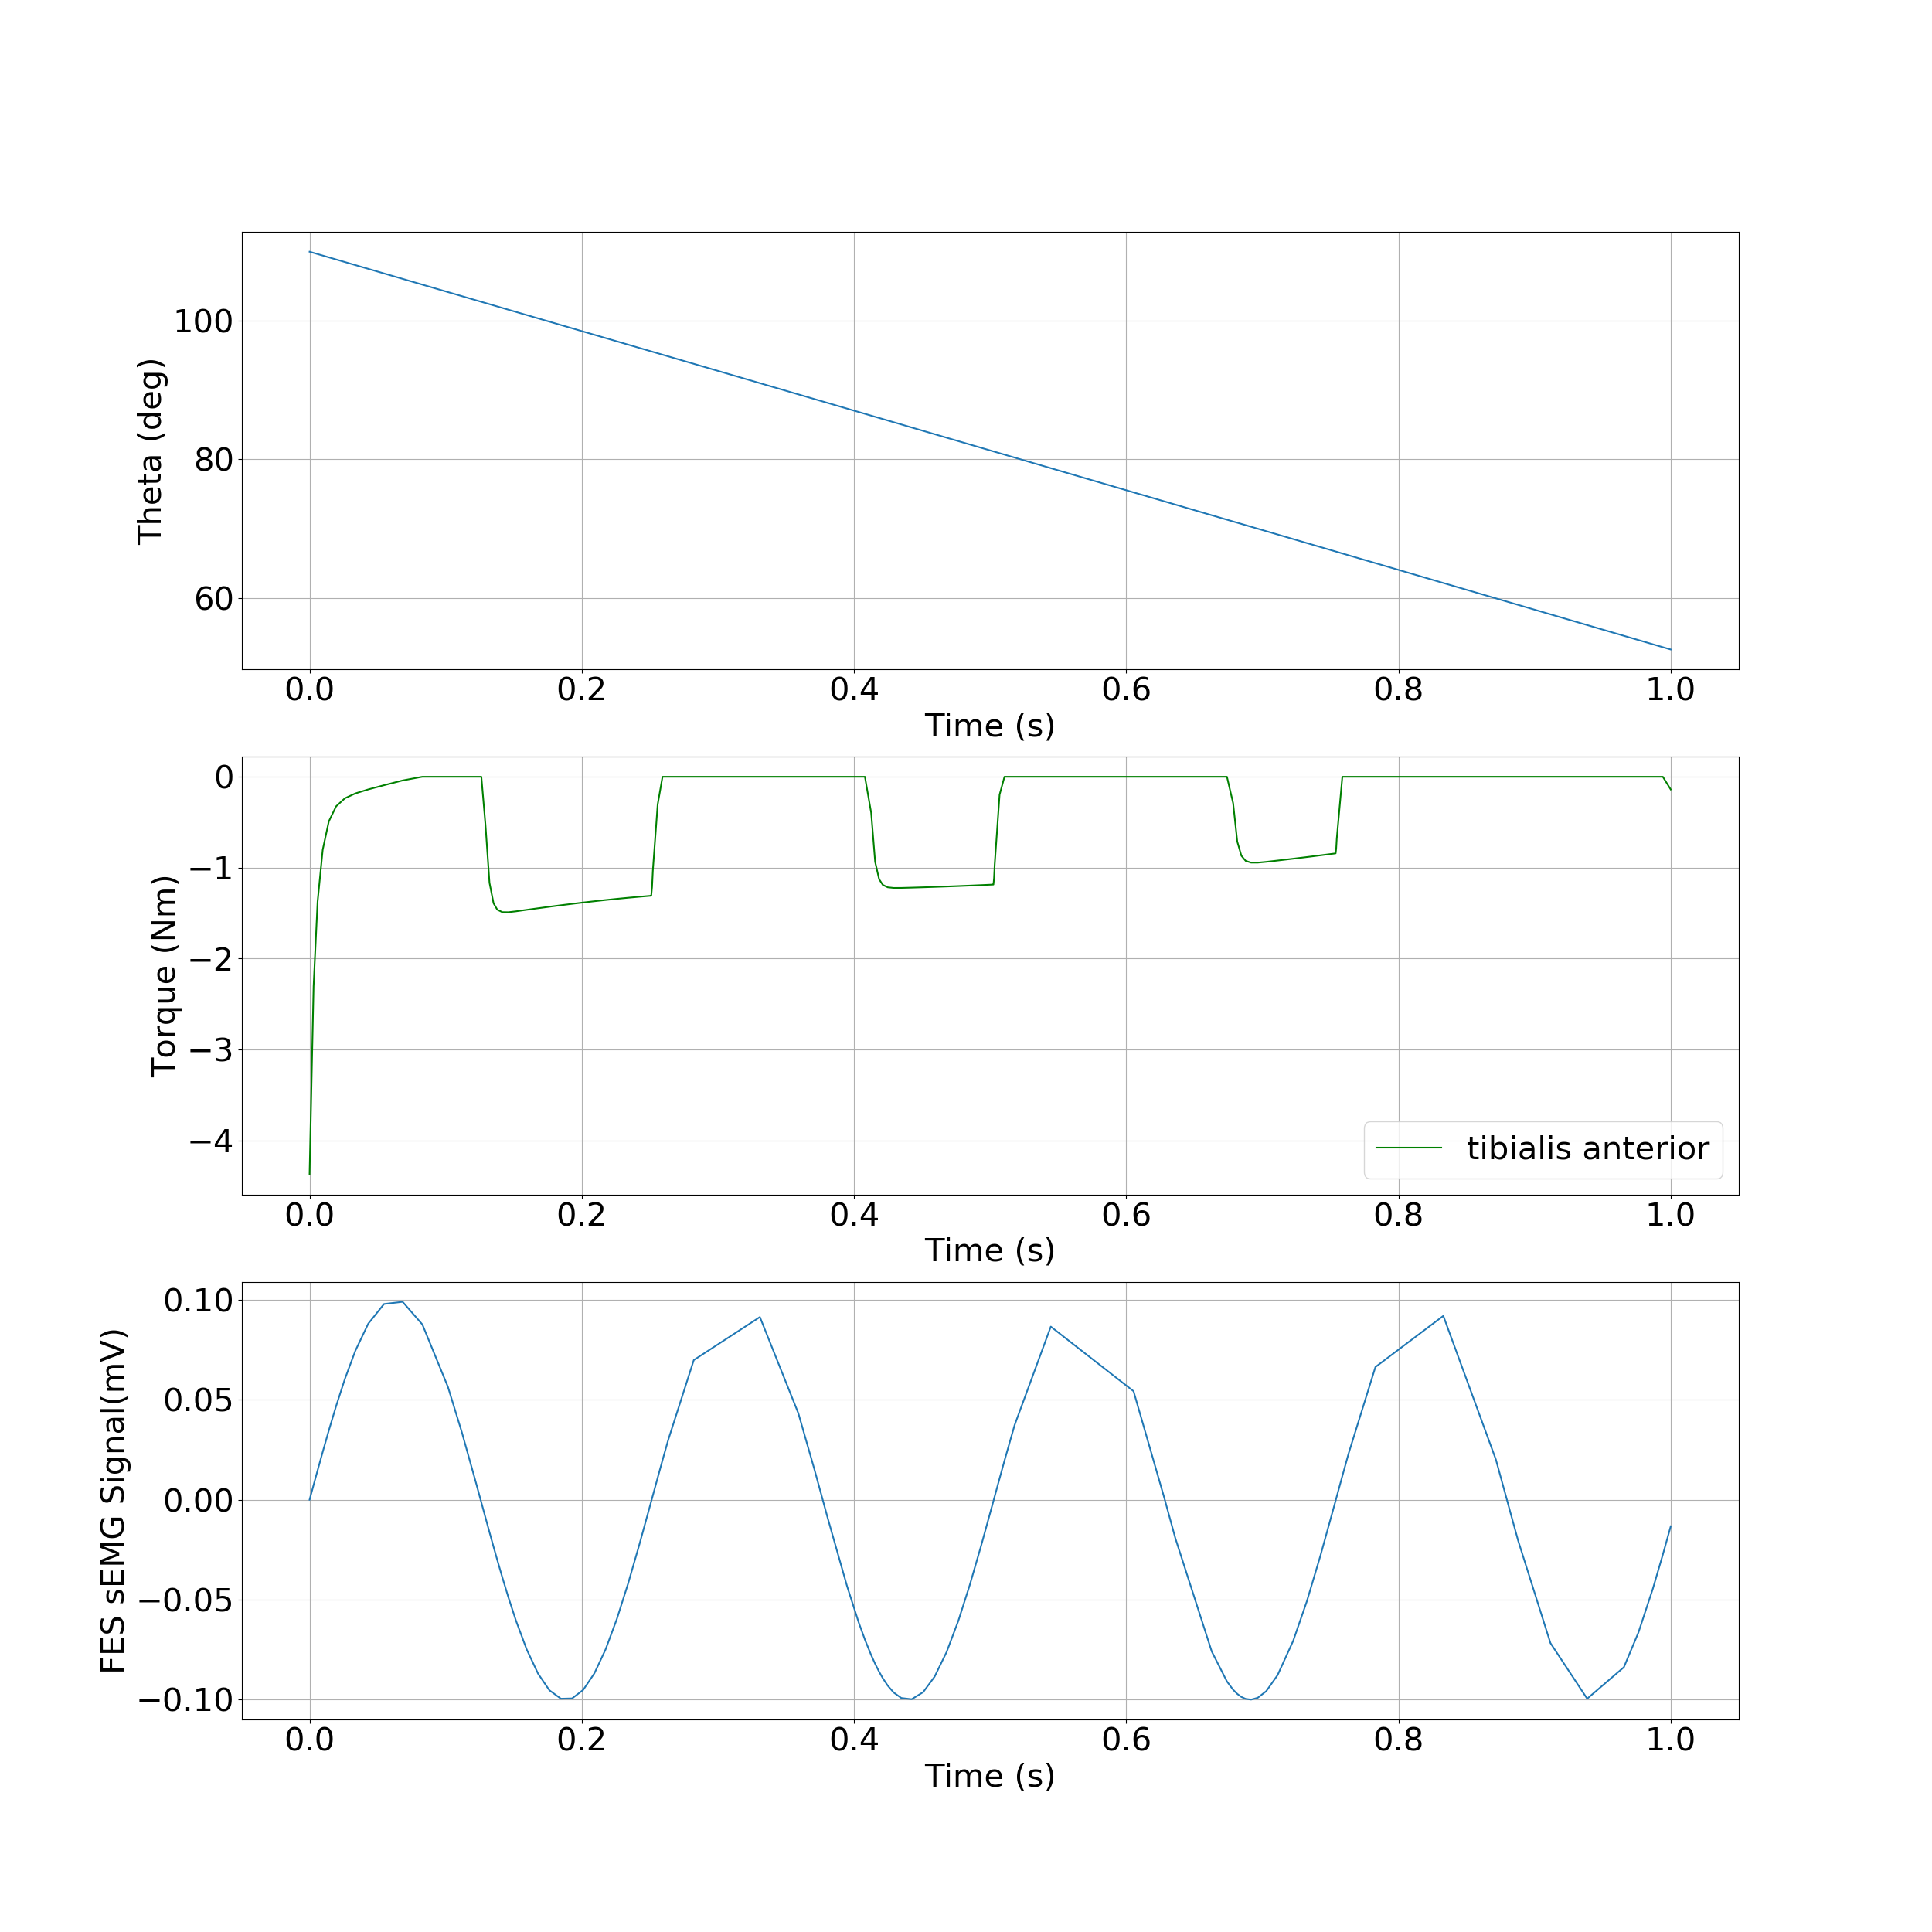 100
80
60
Theta (deg)
0.0 0.2 0.4 0.6 0.8 1.0
Time (s)
0
−1
−2
−3
−4
Torque (Nm)
tibialis anterior
0.0 0.2 0.4 0.6 0.8 1.0
Time (s)
0.10
0.05
0.00
−0.05
−0.10
FES sEMG Signal(mV)
0.0 0.2 0.4 0.6 0.8 1.0
Time (s)